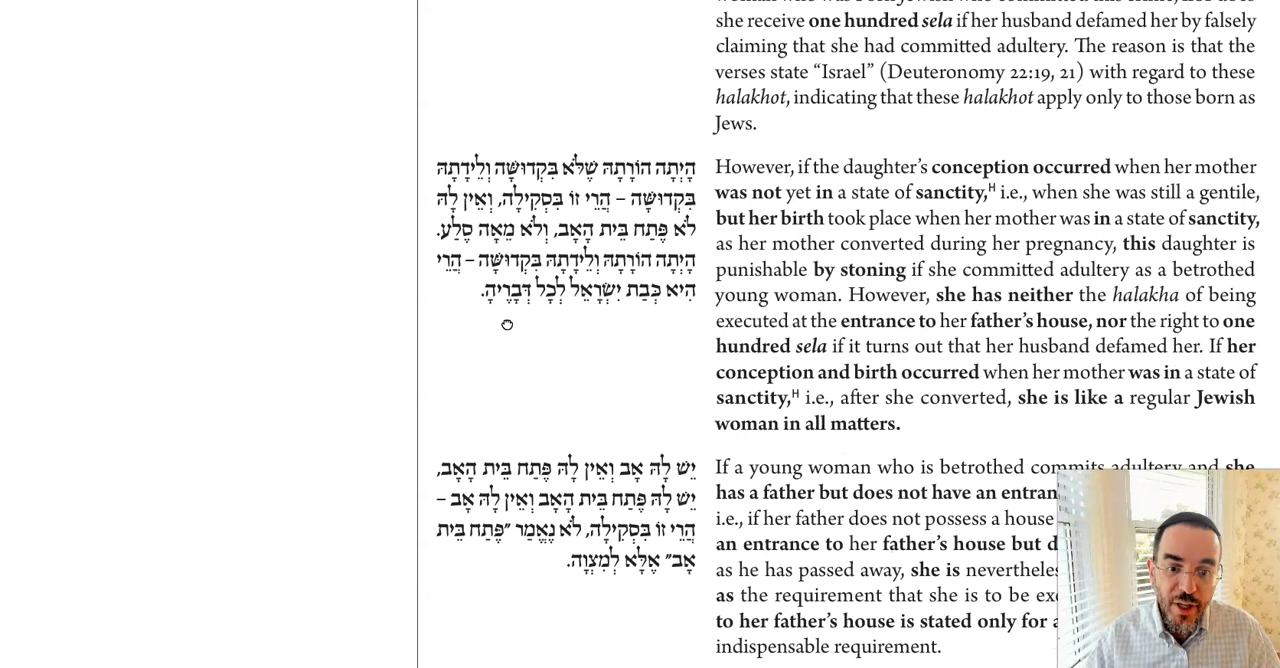 she receive one hundred sela if her husband defamed her by falsely
claiming that she had committed adultery. The reason is that the
verses state “Israel” (Deuteronomy 22:19, 21) with regard to these
halakhot, indicating that these halakhot apply only to those born as
Jews.
הָיְתָה הוֹרָתָהּ שֶׁלֹּא בִּקְדוּשָּׁה וְלֵידָתָהּ
בִּקְדוּשָּׁה – הֲרֵי זוֹ בִּסְקִילָה, וְאֵין לָהּ
לֹא פֶּתַח בֵּית הָאָב, וְלֹא מֵאָה סֶלַע.
הָיְתָה הוֹרָתָהּ וְלֵידָתָהּ בִּקְדוּשָּׁה – הֲרֵי
הִיא כְּבַת יִשְׂרָאֵל לְכָל דְּבָרֶיהָ.
However, if the daughter’s conception occurred when her mother
was not yet in a state of sanctity,ᴴ i.e., when she was still a gentile,
but her birth took place when her mother was in a state of sanctity,
as her mother converted during her pregnancy, this daughter is
punishable by stoning if she committed adultery as a betrothed
young woman. However, she has neither the halakha of being
executed at the entrance to her father’s house, nor the right to one
hundred sela if it turns out that her husband defamed her. If her
conception and birth occurred when her mother was in a state of
sanctity,ᴴ i.e., after she converted, she is like a regular Jewish
woman in all matters.
יֵשׁ לָהּ אָב וְאֵין לָהּ פֶּתַח בֵּית הָאָב,
יֵשׁ לָהּ פֶּתַח בֵּית הָאָב וְאֵין לָהּ אָב –
הֲרֵי זוֹ בִּסְקִילָה, לֹא נֶאֱמַר ״פֶּתַח בֵּית
אָב״ אֶלָּא לְמִצְוָה.
If a young woman who is betrothed commits adultery and she
has a father but does not have an
i.e., if her father does not possess a house
an entrance to her father’s house but
as he has passed away, she is
as the requirement that she is to be
to her father’s house is stated only for
indispensable requirement.